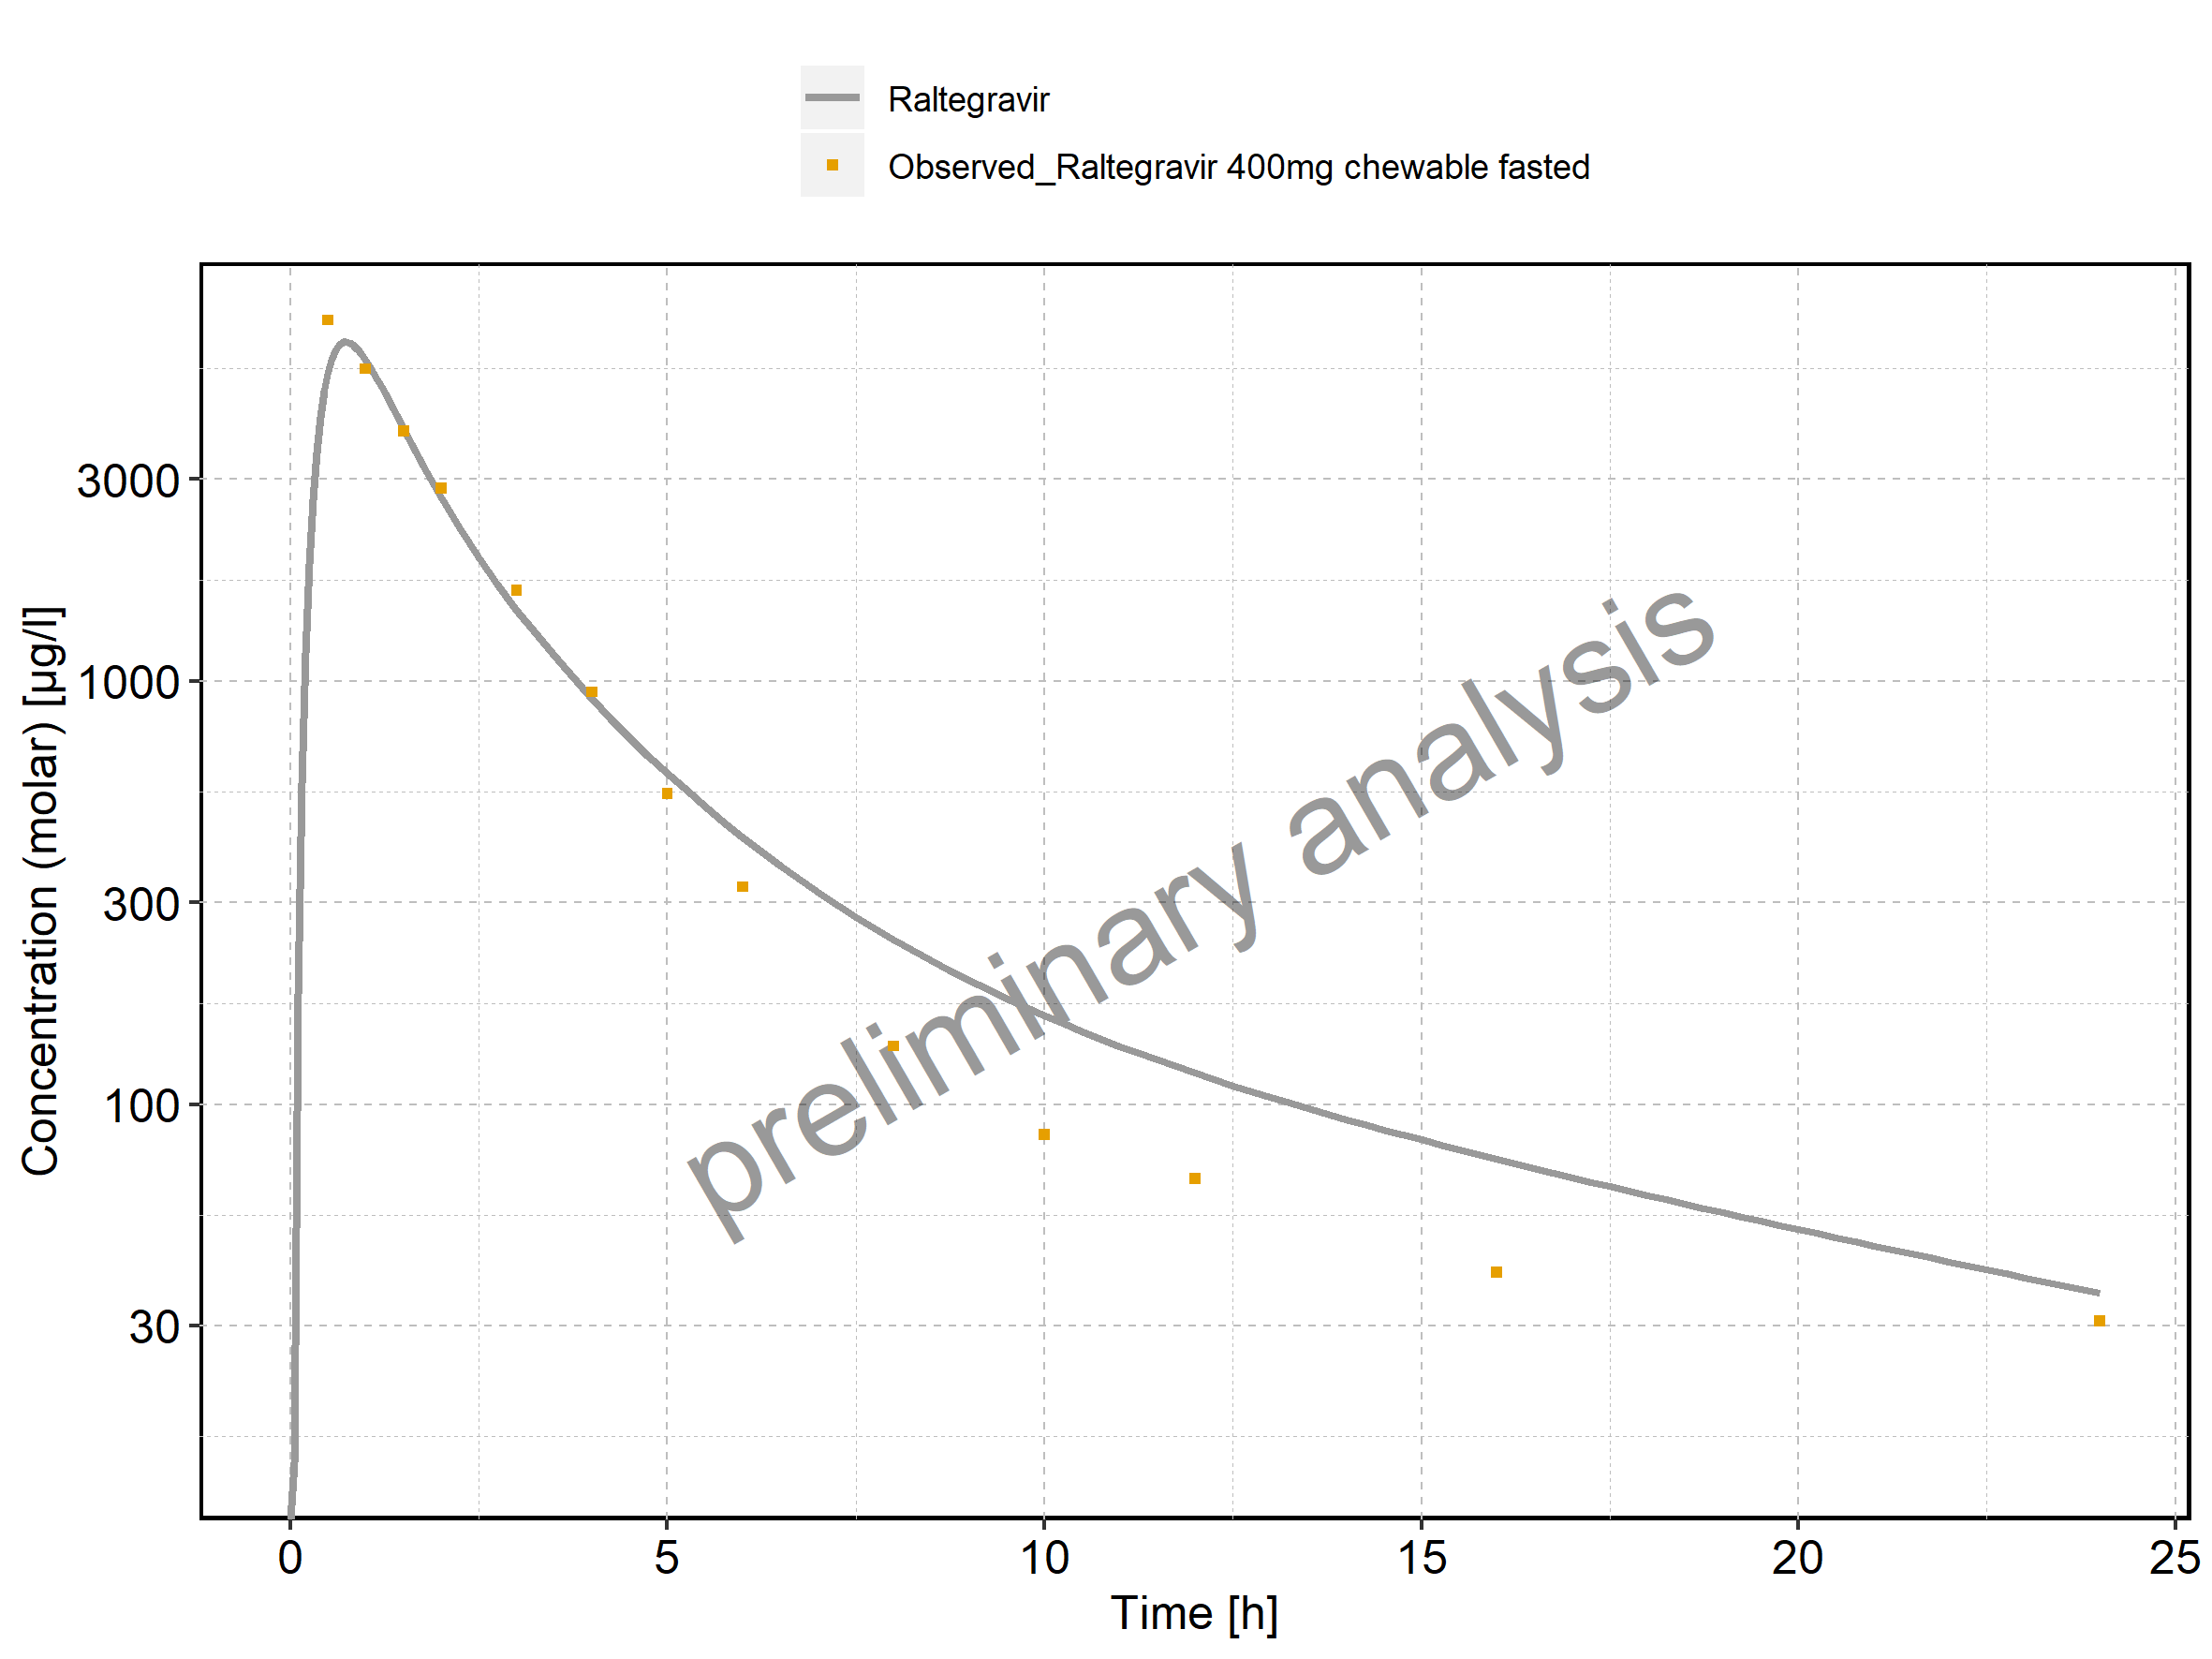 Raltegravir
Observed_Raltegravir 400mg chewable fasted
Concentration (molar) [µg/l]
3000
1000
300
100
30
preliminary analysis
0 5 10 15 20 25
Time [h]